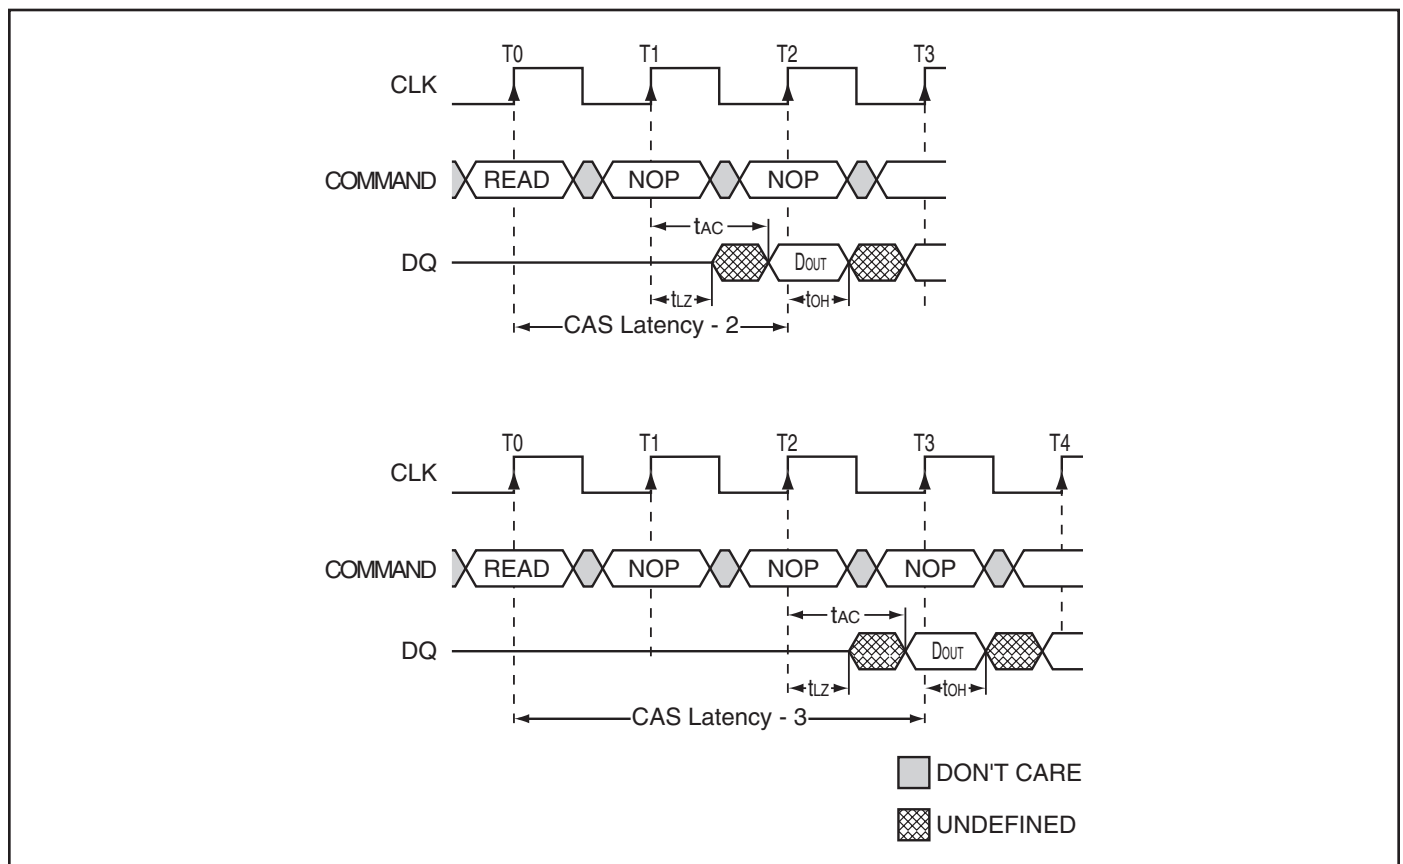 T0 T1 T2 T3
CLK
COMMAND READ NOP NOP
tAC
DQ DOUT
tLZ tOH
CAS Latency - 2
T0 T1 T2 T3 T4
CLK
COMMAND READ NOP NOP NOP
tAC
DQ DOUT
tLZ tOH
CAS Latency - 3
DON'T CARE
UNDEFINED